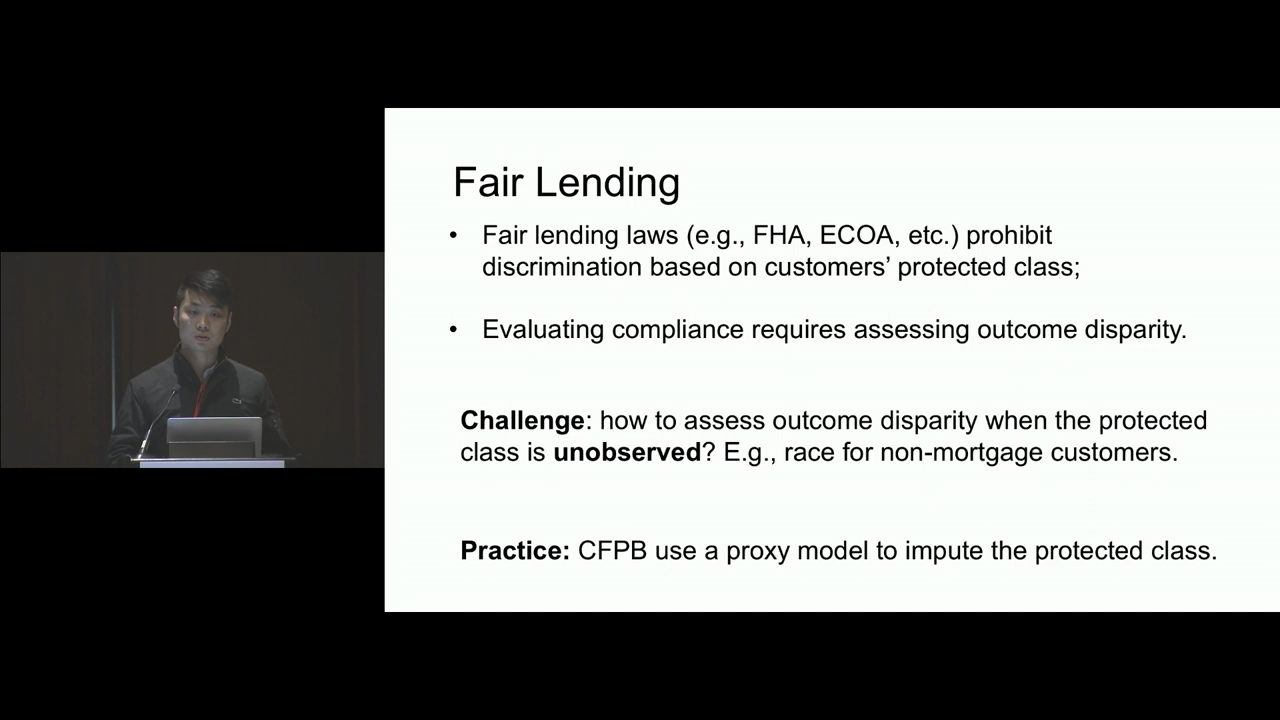 Fair Lending
• Fair lending laws (e.g., FHA, ECOA, etc.) prohibit
discrimination based on customers’ protected class;
• Evaluating compliance requires assessing outcome disparity.
Challenge: how to assess outcome disparity when the protected
class is unobserved? E.g., race for non-mortgage customers.
Practice: CFPB use a proxy model to impute the protected class.